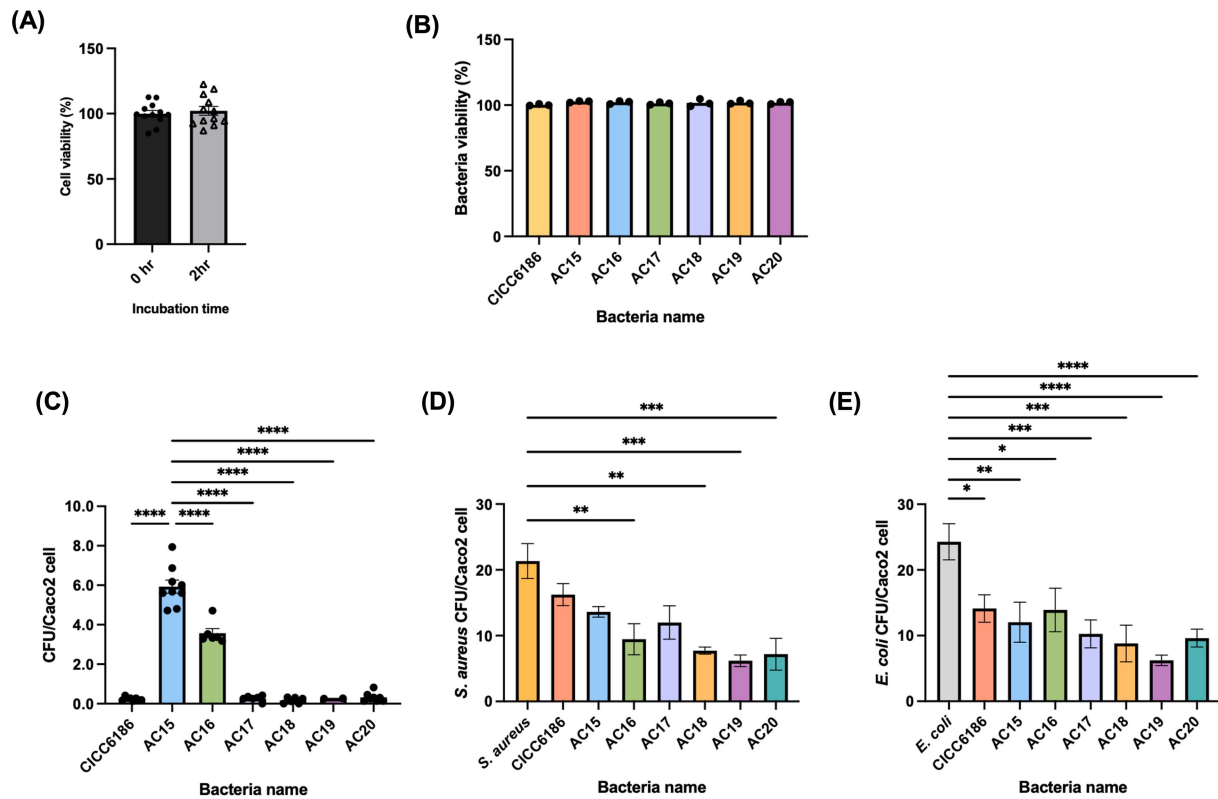 (A)
150
100
50
0
Cell viability (%)
0 hr
2hr
Incubation time
(B)
150
100
50
0
Bacteria viability (%)
CICC6186
AC15
AC16
AC17
AC18
AC19
AC20
Bacteria name
(C)
****
****
****
****
**** ****
10.0
8.0
6.0
4.0
2.0
0.0
CFU/Caco2 cell
CICC6186
AC15
AC16
AC17
AC18
AC19
AC20
Bacteria name
(D)
***
***
**
**
30
20
10
0
S. aureus CFU/Caco2 cell
S. aureus
CICC6186
AC15
AC16
AC17
AC18
AC19
AC20
Bacteria name
(E)
****
****
***
***
*
**
*
30
20
10
0
E. coli CFU/Caco2 cell
E. coli
CICC6186
AC15
AC16
AC17
AC18
AC19
AC20
Bacteria name